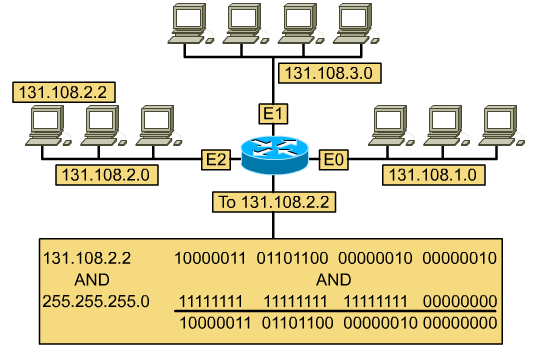 131.108.3.0
131.108.2.2
E1
E2
E0
131.108.2.0
131.108.1.0
To 131.108.2.2
131.108.2.2 10000011 01101100 00000010 00000010
AND AND
255.255.255.0 11111111 11111111 11111111 00000000
10000011 01101100 00000010 00000000